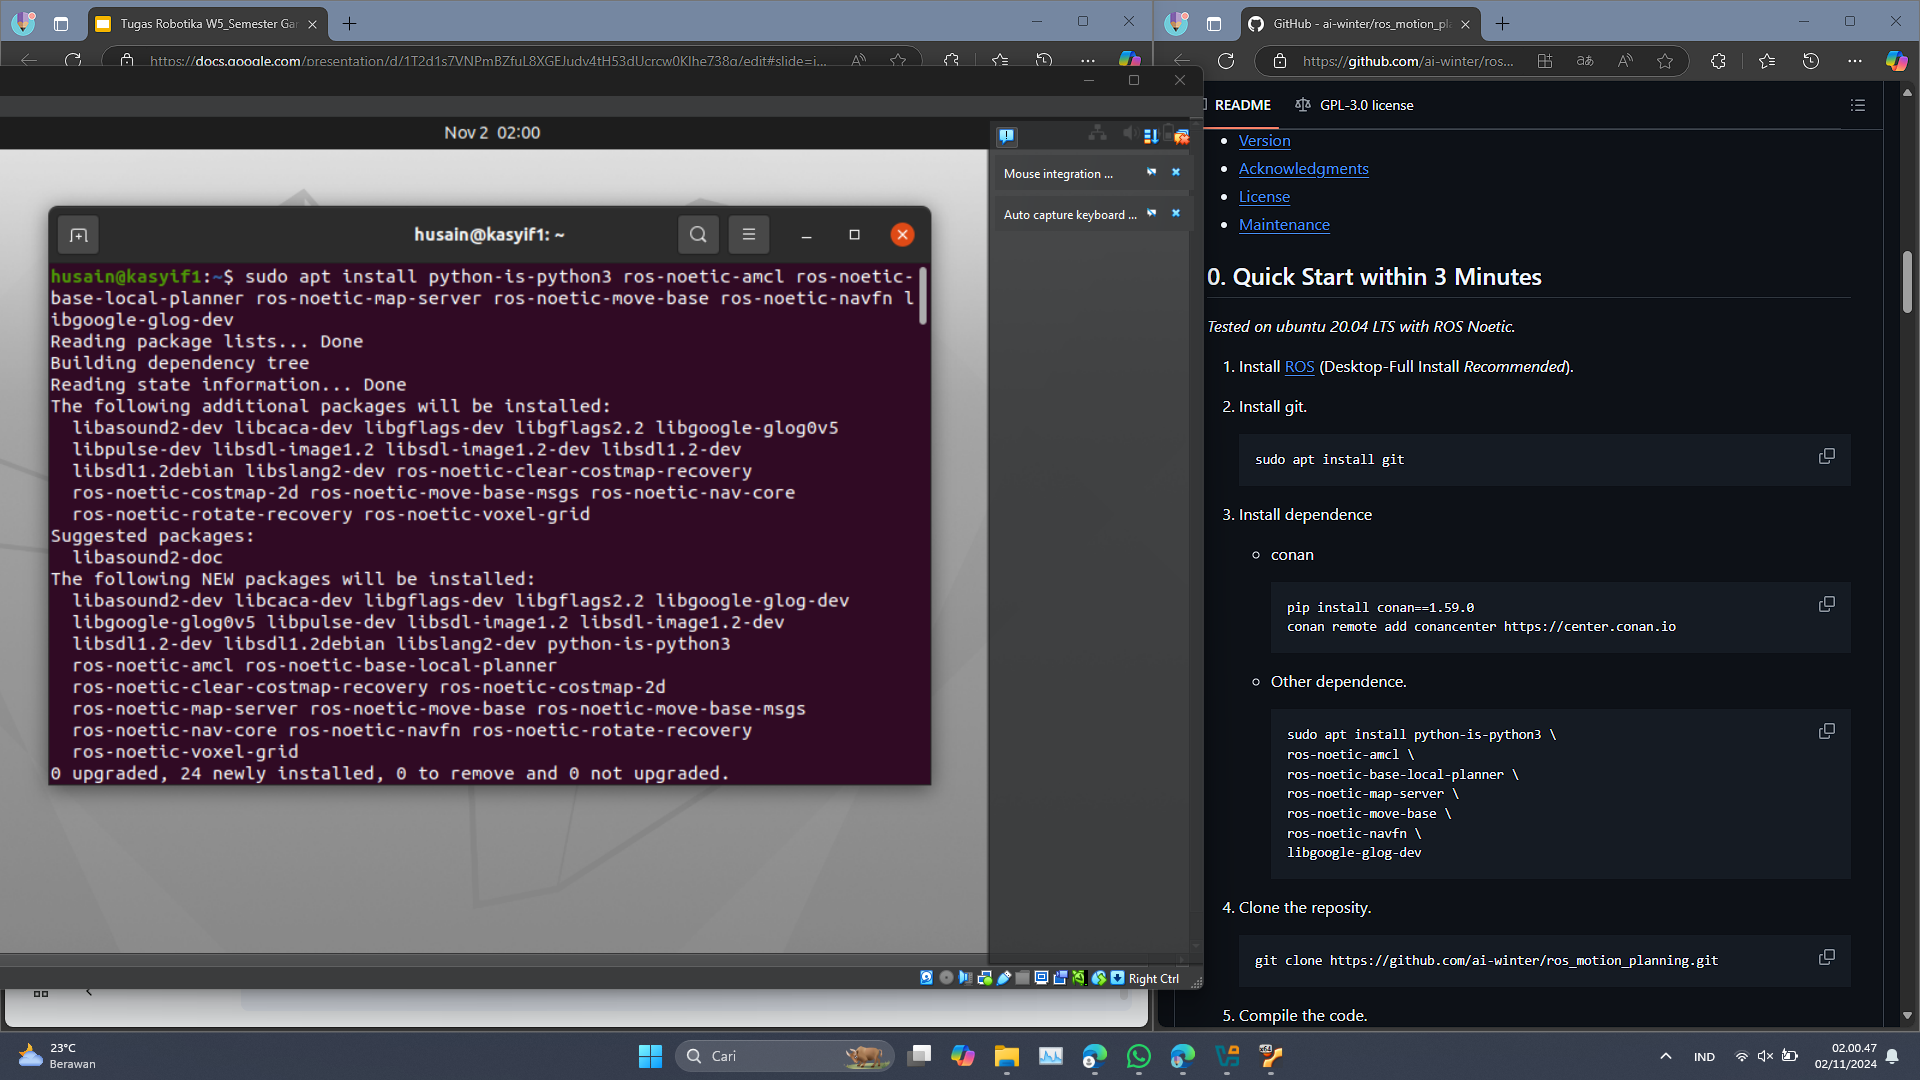 Tugas Robotika W5_Semester Gar
GitHub - ai-winter/ros_motion_pl
https://docs.google.com/presentation/d/1T2d1s7VNPmBZfuL8XGEJudv4tH53dUcrcw0Klhe738g/edit#slide=i...
https://github.com/ai-winter/ros...
Nov 2 02:00
Mouse integration ...
Auto capture keyboard ...
husain@kasyif1: ~
husain@kasyif1:~$ sudo apt install python-is-python3 ros-noetic-amcl ros-noetic-
base-local-planner ros-noetic-map-server ros-noetic-move-base ros-noetic-navfn l
ibgoogle-glog-dev
Reading package lists... Done
Building dependency tree
Reading state information... Done
The following additional packages will be installed:
libasound2-dev libcaca-dev libgflags-dev libgflags2.2 libgoogle-glog0v5
libpulse-dev libsdl-image1.2 libsdl-image1.2-dev libsdl1.2-dev
libsdl1.2debian libslang2-dev ros-noetic-clear-costmap-recovery
ros-noetic-costmap-2d ros-noetic-move-base-msgs ros-noetic-nav-core
ros-noetic-rotate-recovery ros-noetic-voxel-grid
Suggested packages:
libasound2-doc
The following NEW packages will be installed:
libasound2-dev libcaca-dev libgflags-dev libgflags2.2 libgoogle-glog-dev
libgoogle-glog0v5 libpulse-dev libsdl-image1.2 libsdl-image1.2-dev
libsdl1.2-dev libsdl1.2debian libslang2-dev python-is-python3
ros-noetic-amcl ros-noetic-base-local-planner
ros-noetic-clear-costmap-recovery ros-noetic-costmap-2d
ros-noetic-map-server ros-noetic-move-base ros-noetic-move-base-msgs
ros-noetic-nav-core ros-noetic-navfn ros-noetic-rotate-recovery
ros-noetic-voxel-grid
0 upgraded, 24 newly installed, 0 to remove and 0 not upgraded.
Right Ctrl
README
GPL-3.0 license
• Version
• Acknowledgments
• License
• Maintenance
0. Quick Start within 3 Minutes
Tested on ubuntu 20.04 LTS with ROS Noetic.
1. Install ROS (Desktop-Full Install Recommended).
2. Install git.
sudo apt install git
3. Install dependence
◦ conan
pip install conan==1.59.0
conan remote add conancenter https://center.conan.io
◦ Other dependence.
sudo apt install python-is-python3 \
ros-noetic-amcl \
ros-noetic-base-local-planner \
ros-noetic-map-server \
ros-noetic-move-base \
ros-noetic-navfn \
libgoogle-glog-dev
4. Clone the reposity.
git clone https://github.com/ai-winter/ros_motion_planning.git
5. Compile the code.
23°C
Berawan
Cari
IND
02.00.47
02/11/2024